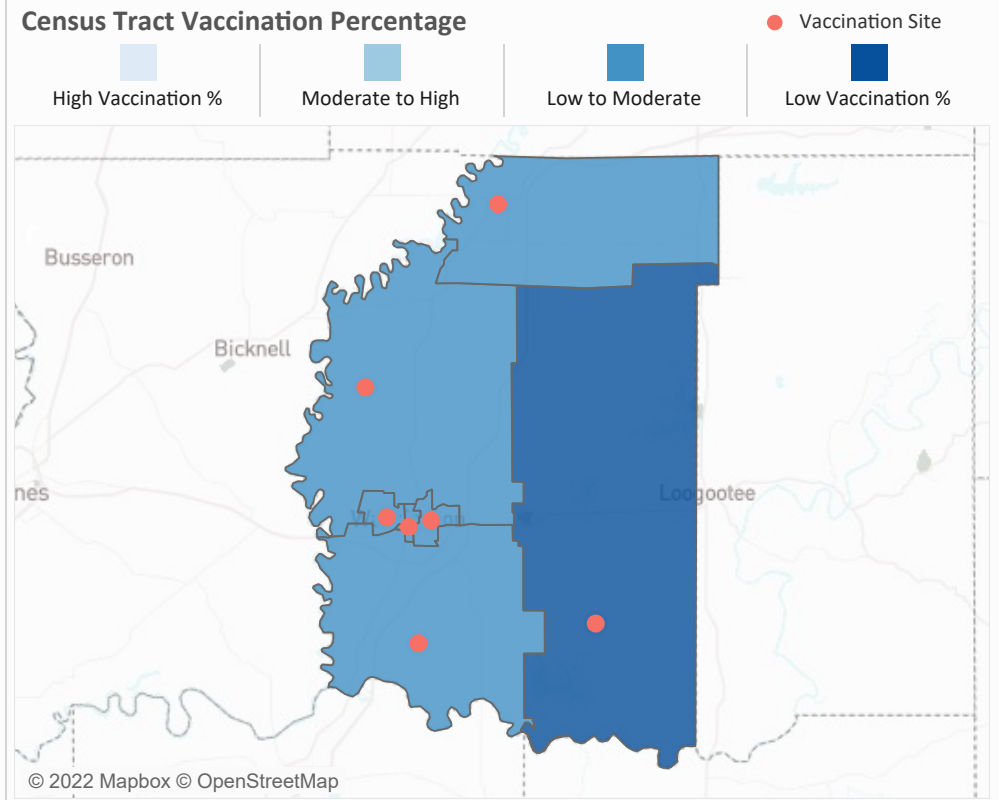 Census Tract Vaccination Percentage
Vaccination Site
High Vaccination %
Moderate to High
Low to Moderate
Low Vaccination %
Busseron
Bicknell
nes
Loogootee
© 2022 Mapbox © OpenStreetMap